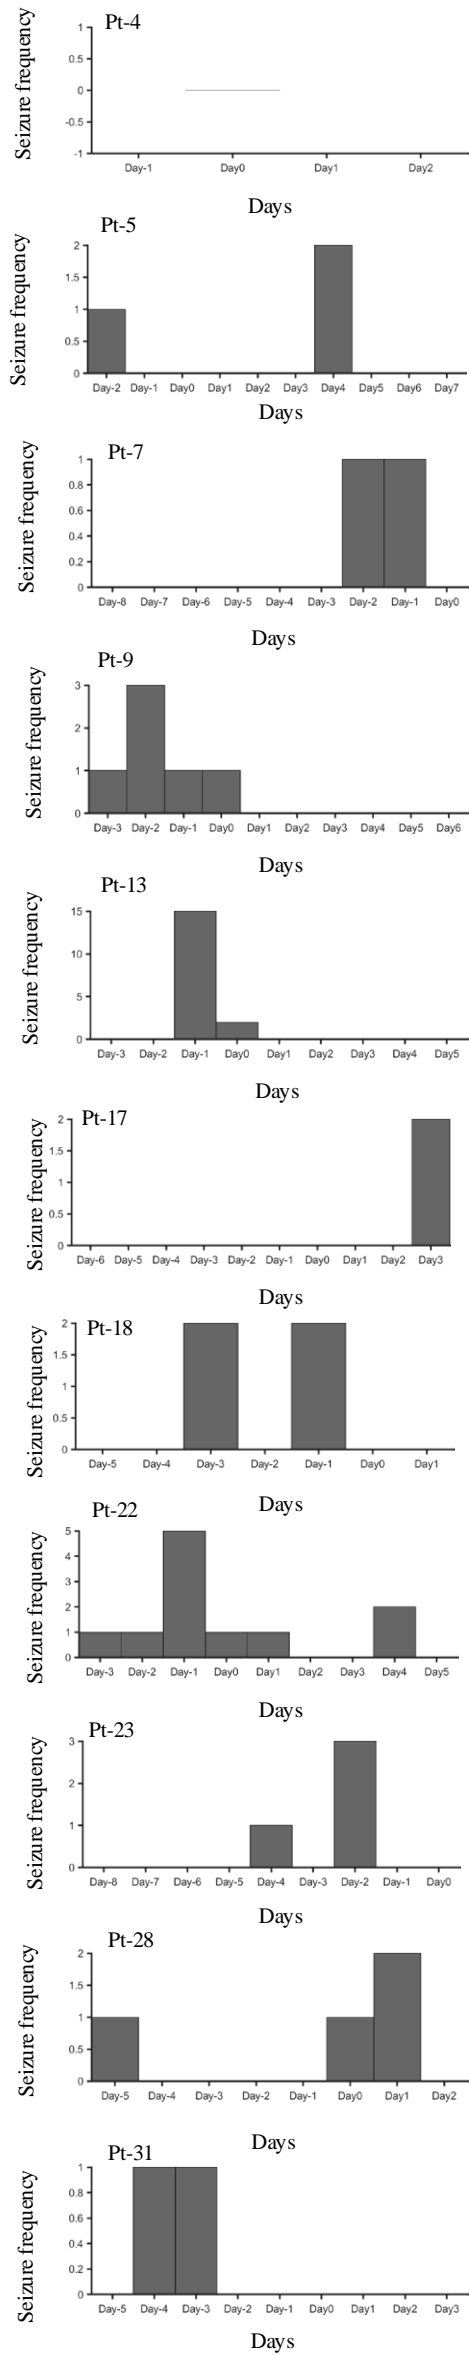 Pt-4
Seizure frequency
1
0.5
0
-0.5
-1
Day-1 Day0 Day1 Day2
Days
Pt-5
Seizure frequency
2
1.5
1
0.5
0
Day-2 Day-1 Day0 Day1 Day2 Day3 Day4 Day5 Day6 Day7
Days
Pt-7
Seizure frequency
1
0.8
0.6
0.4
0.2
0
Day-8 Day-7 Day-6 Day-5 Day-4 Day-3 Day-2 Day-1 Day0
Days
Pt-9
Seizure frequency
3
2
1
0
Day-3 Day-2 Day-1 Day0 Day1 Day2 Day3 Day4 Day5 Day6
Days
Pt-13
Seizure frequency
15
10
5
0
Day-3 Day-2 Day-1 Day0 Day1 Day2 Day3 Day4 Day5
Days
Pt-17
Seizure frequency
2
1.5
1
0.5
0
Day-6 Day-5 Day-4 Day-3 Day-2 Day-1 Day0 Day1 Day2 Day3
Days
Pt-18
Seizure frequency
2
1.5
1
0.5
0
Day-5 Day-4 Day-3 Day-2 Day-1 Day0 Day1
Days
Pt-22
Seizure frequency
5
4
3
2
1
0
Day-3 Day-2 Day-1 Day0 Day1 Day2 Day3 Day4 Day5
Days
Pt-23
Seizure frequency
3
2
1
0
Day-8 Day-7 Day-6 Day-5 Day-4 Day-3 Day-2 Day-1 Day0
Days
Pt-28
Seizure frequency
2
1.5
1
0.5
0
Day-5 Day-4 Day-3 Day-2 Day-1 Day0 Day1 Day2
Days
Pt-31
Seizure frequency
1
0.8
0.6
0.4
0.2
0
Day-5 Day-4 Day-3 Day-2 Day-1 Day0 Day1 Day2 Day3
Days